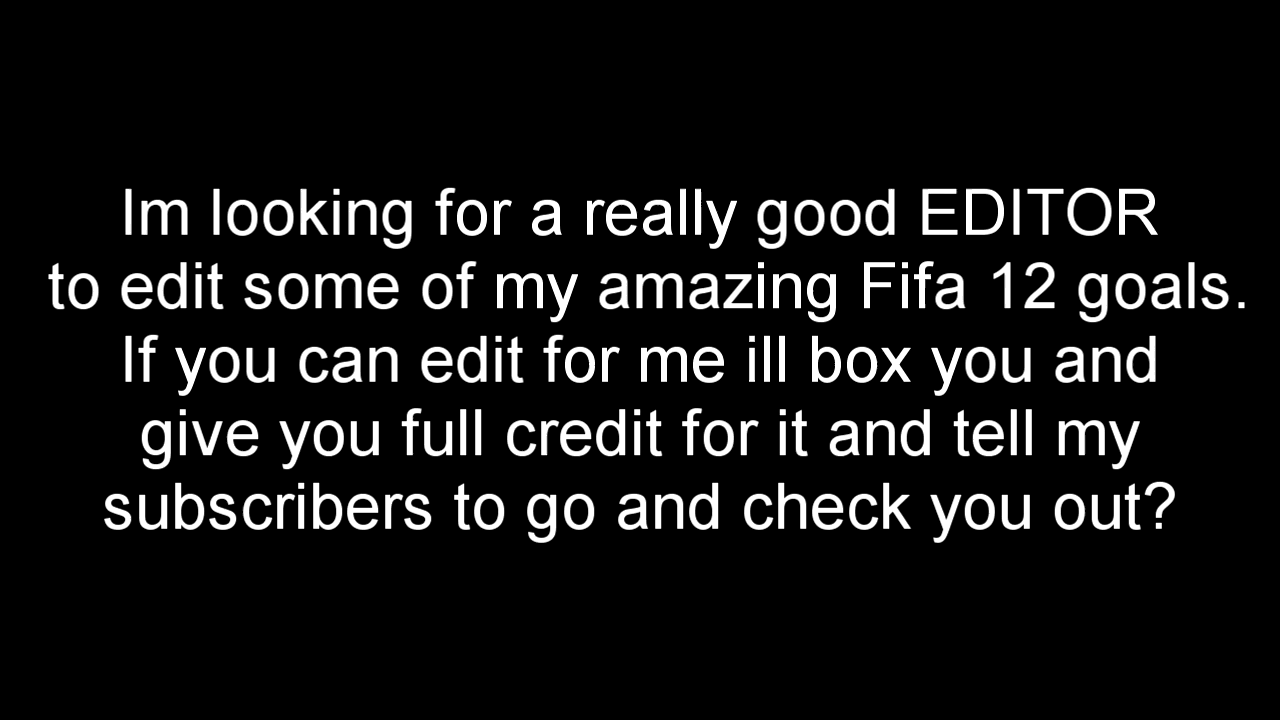 Im looking for a really good EDITOR
to edit some of my amazing Fifa 12 goals.
If you can edit for me ill box you and
give you full credit for it and tell my
subscribers to go and check you out?